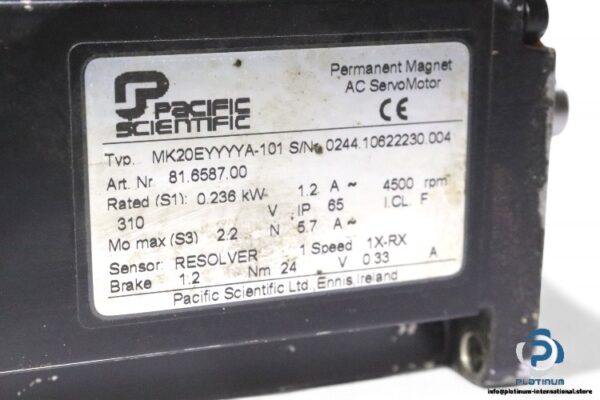 PACIFIC
SCIENTIFIC
Permanent Magnet
AC ServoMotor
CE
Typ. MK20EYYYYA-101 S/Nr 0244.10622230.004
Art. Nr 81.6587.00
Rated (S1): 0.236 kW 1.2 A ~ 4500 rpm
310 V IP 65 I.CL. F
Mo max (S3) 2.2 N 5.7 A ~
Sensor: RESOLVER 1 Speed 1X-RX
Brake 1.2 Nm 24 V 0.33 A
Pacific Scientific Ltd., Ennis, Ireland
PLATINUM
info@platinum-international.store